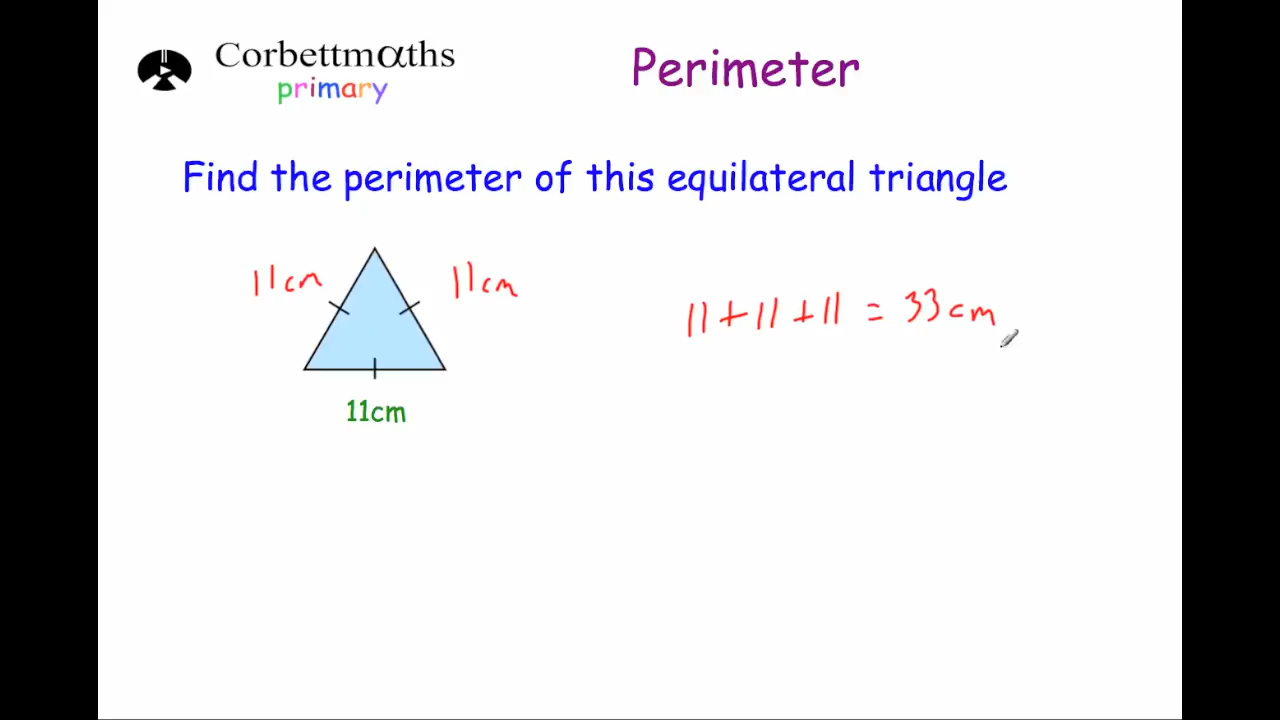 Corbettmαths
primary
Perimeter
Find the perimeter of this equilateral triangle
11cm
11cm
11+11+11 = 33cm
11cm